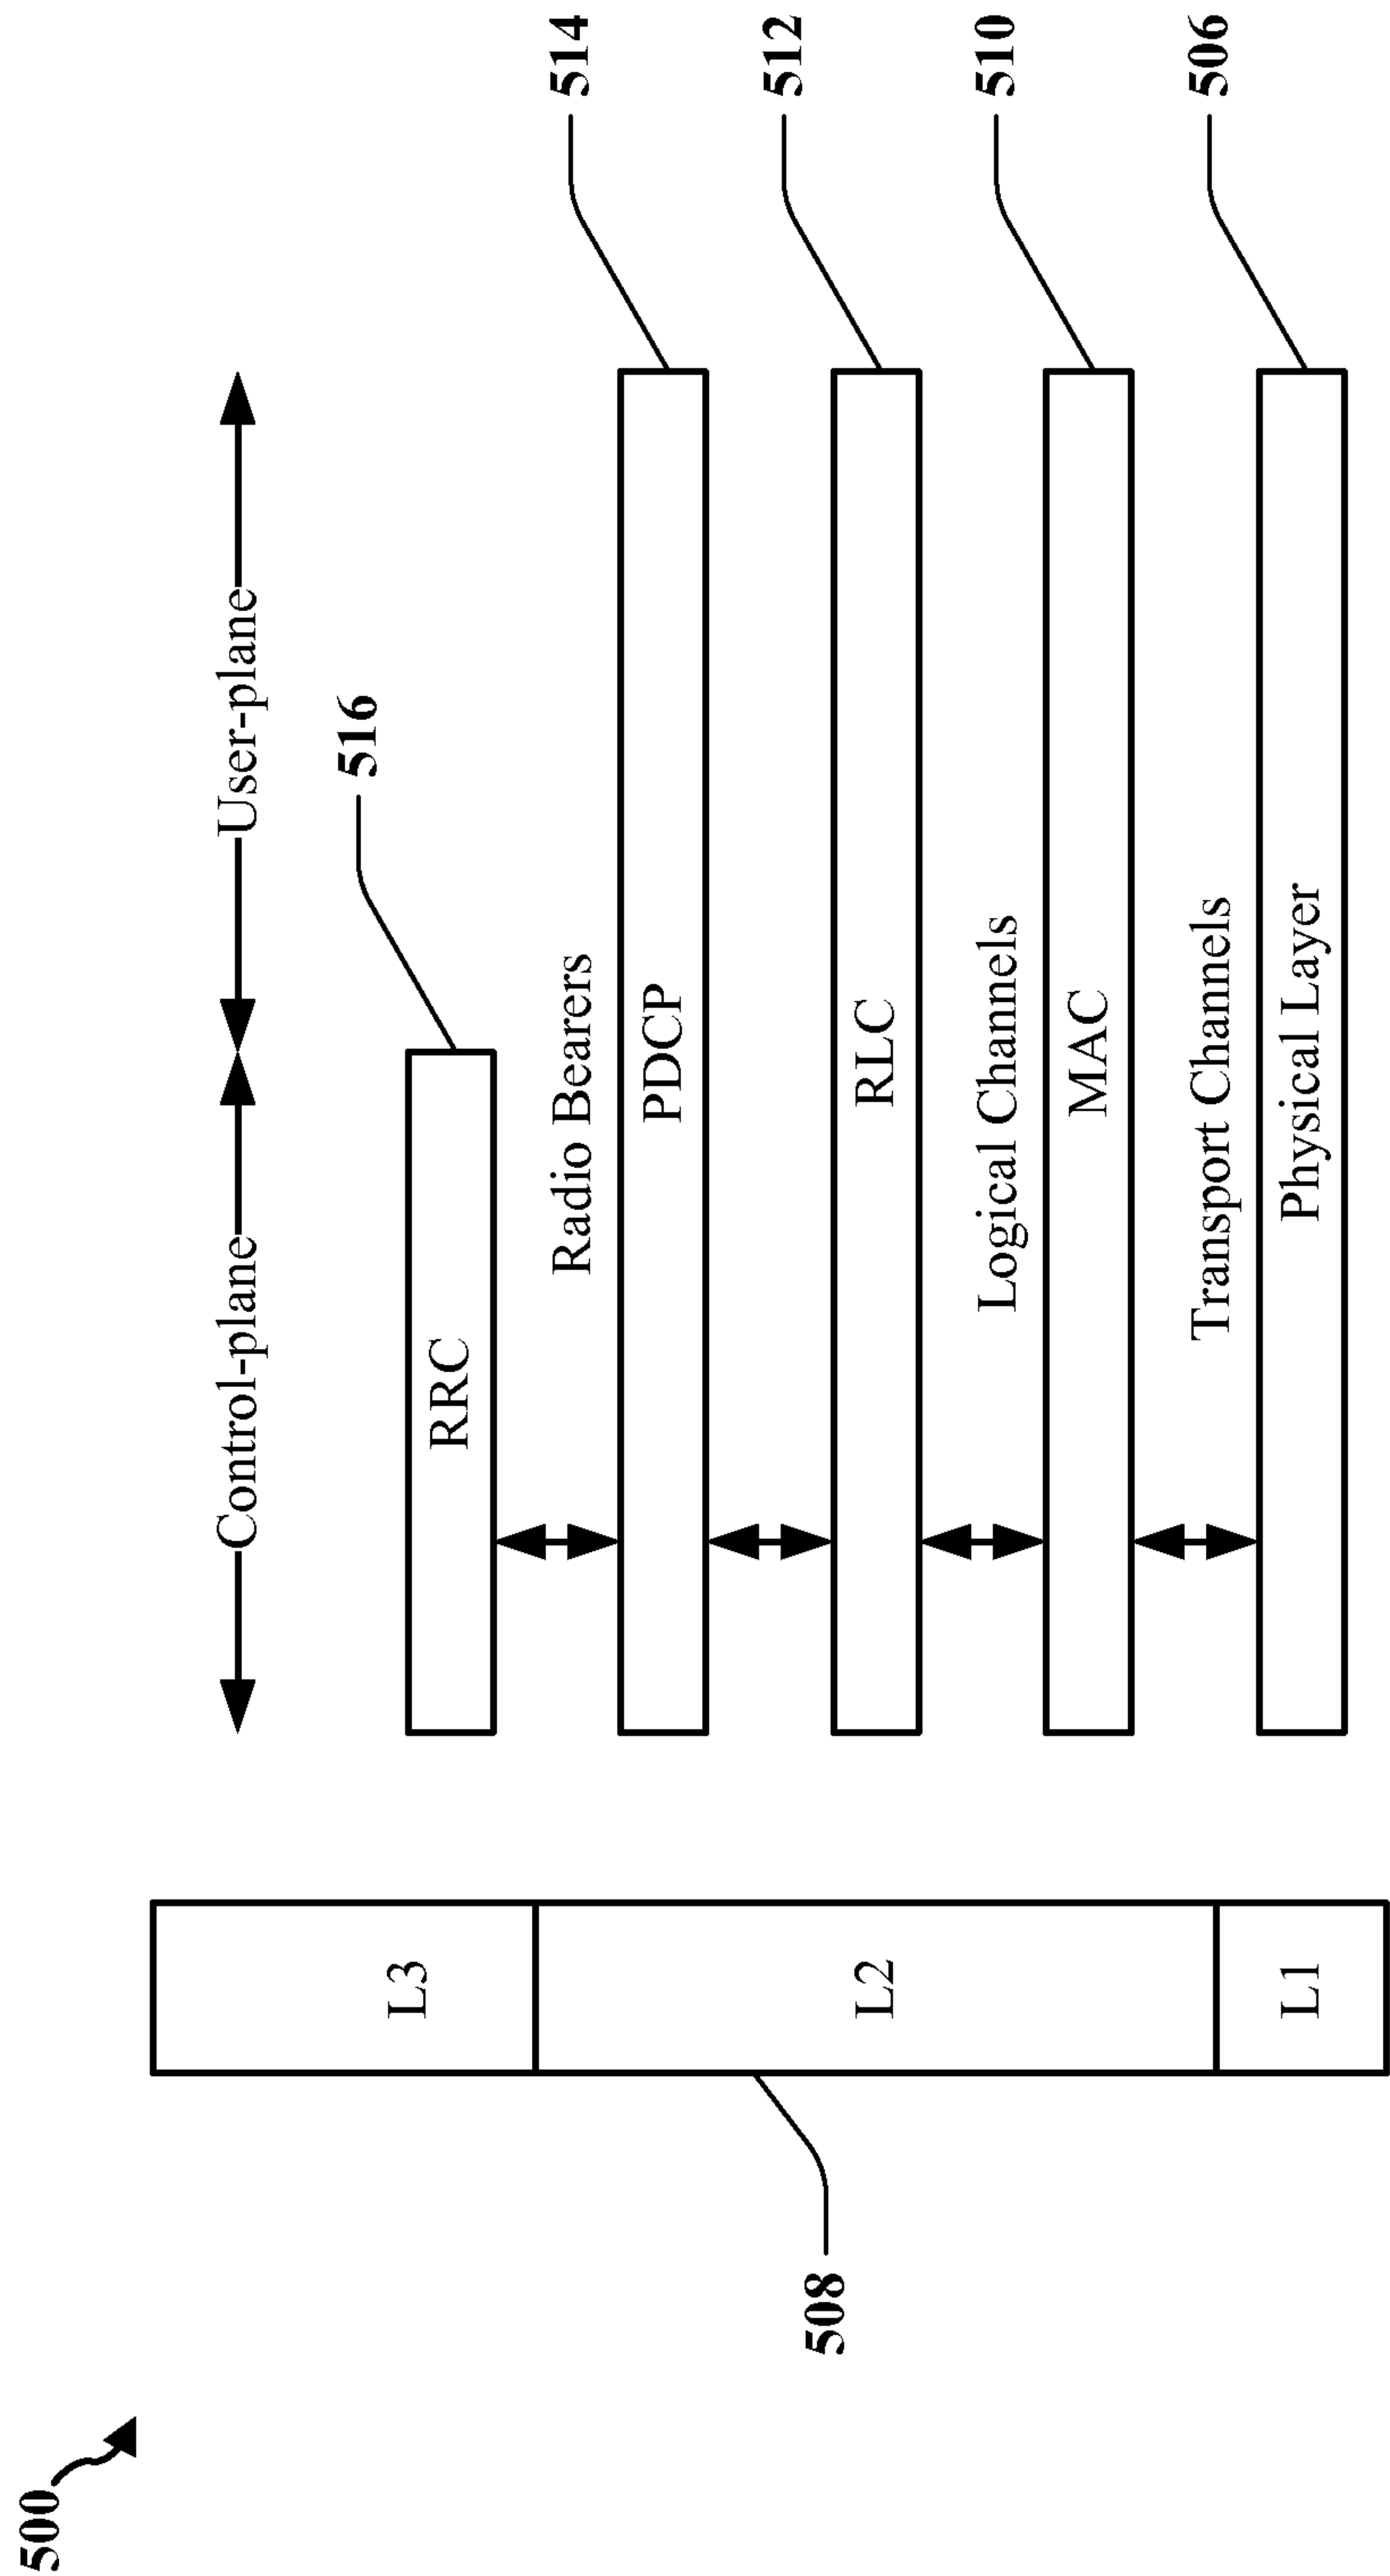 500
Control-plane
User-plane
516
L3
RRC
Radio Bearers
514
PDCP
508
L2
RLC
512
Logical Channels
MAC
510
Transport Channels
L1
Physical Layer
506